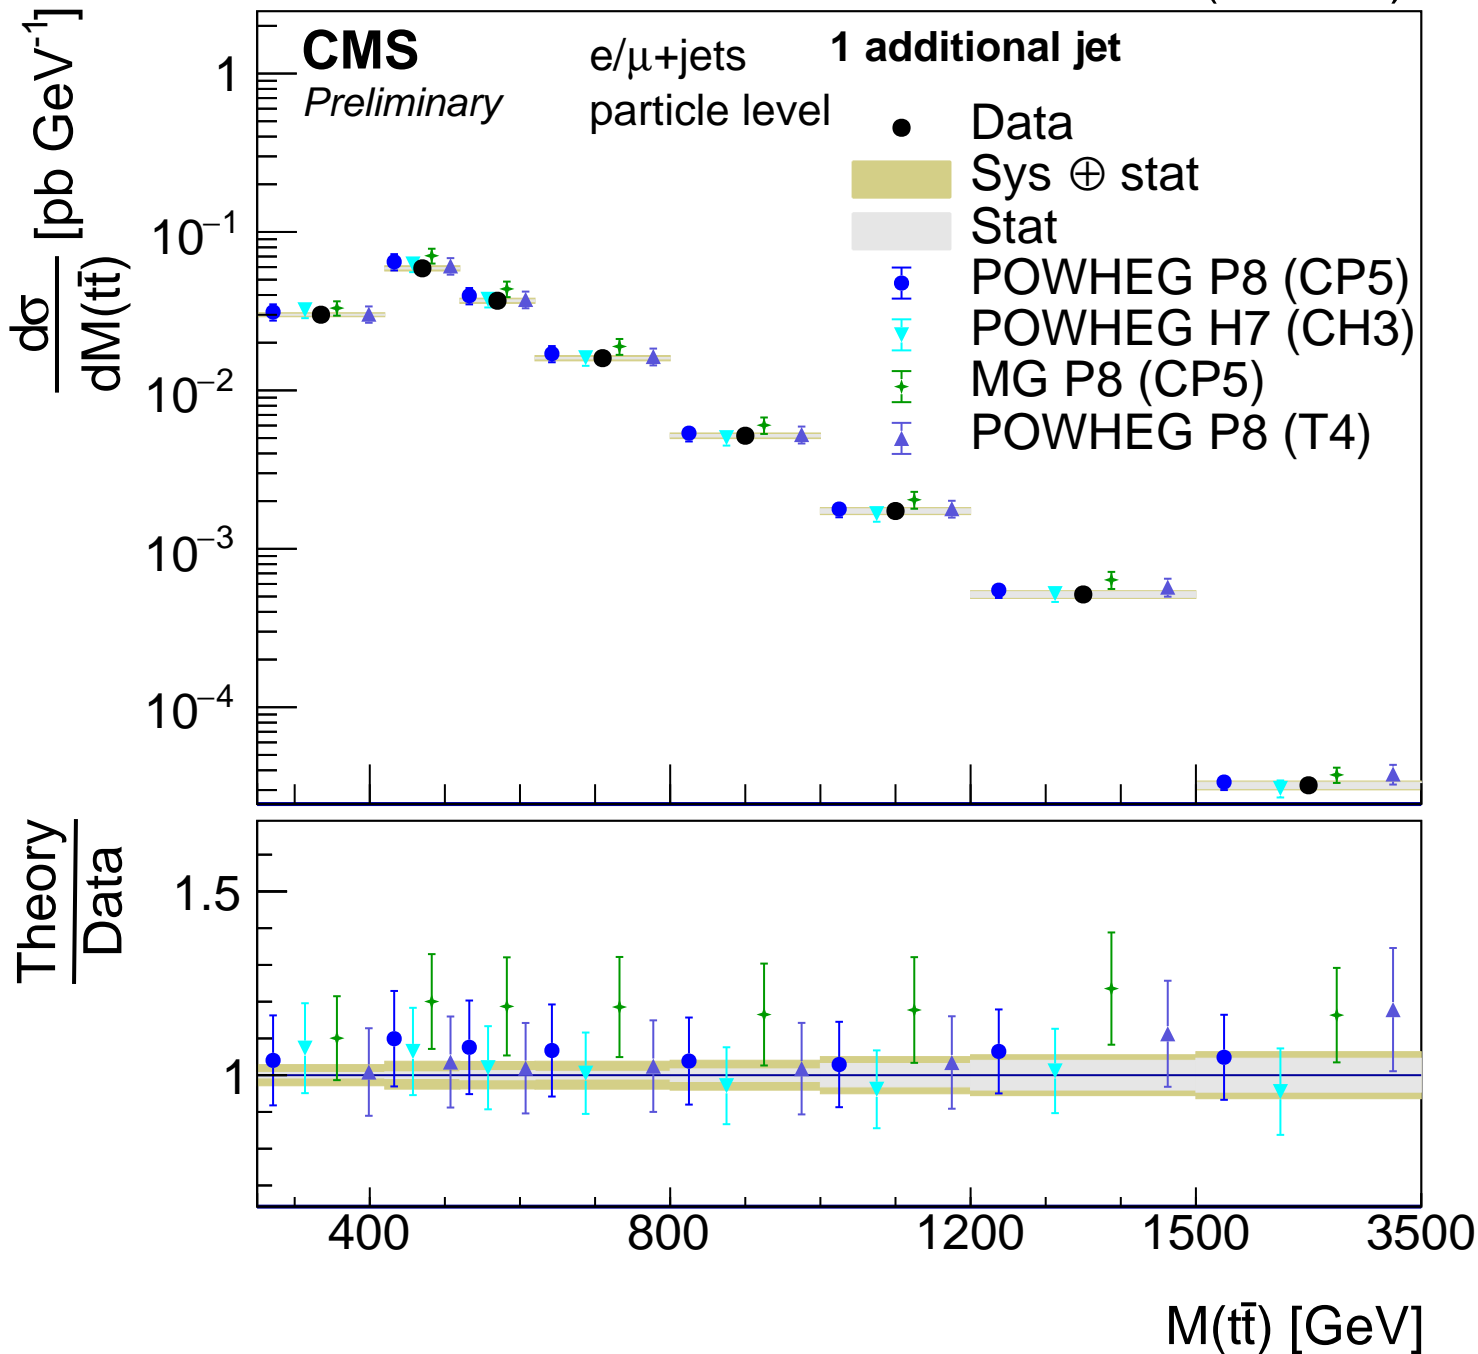 CMS
Preliminary
e/μ+jets
particle level
1 additional jet
Data
Sys ⊕ stat
Stat
POWHEG P8 (CP5)
POWHEG H7 (CH3)
MG P8 (CP5)
POWHEG P8 (T4)
dσ
dM(tt̄)
[pb GeV⁻¹]
1
10⁻¹
10⁻²
10⁻³
10⁻⁴
Theory
Data
1.5
1
400 800 1200 1500 3500
M(tt̄) [GeV]